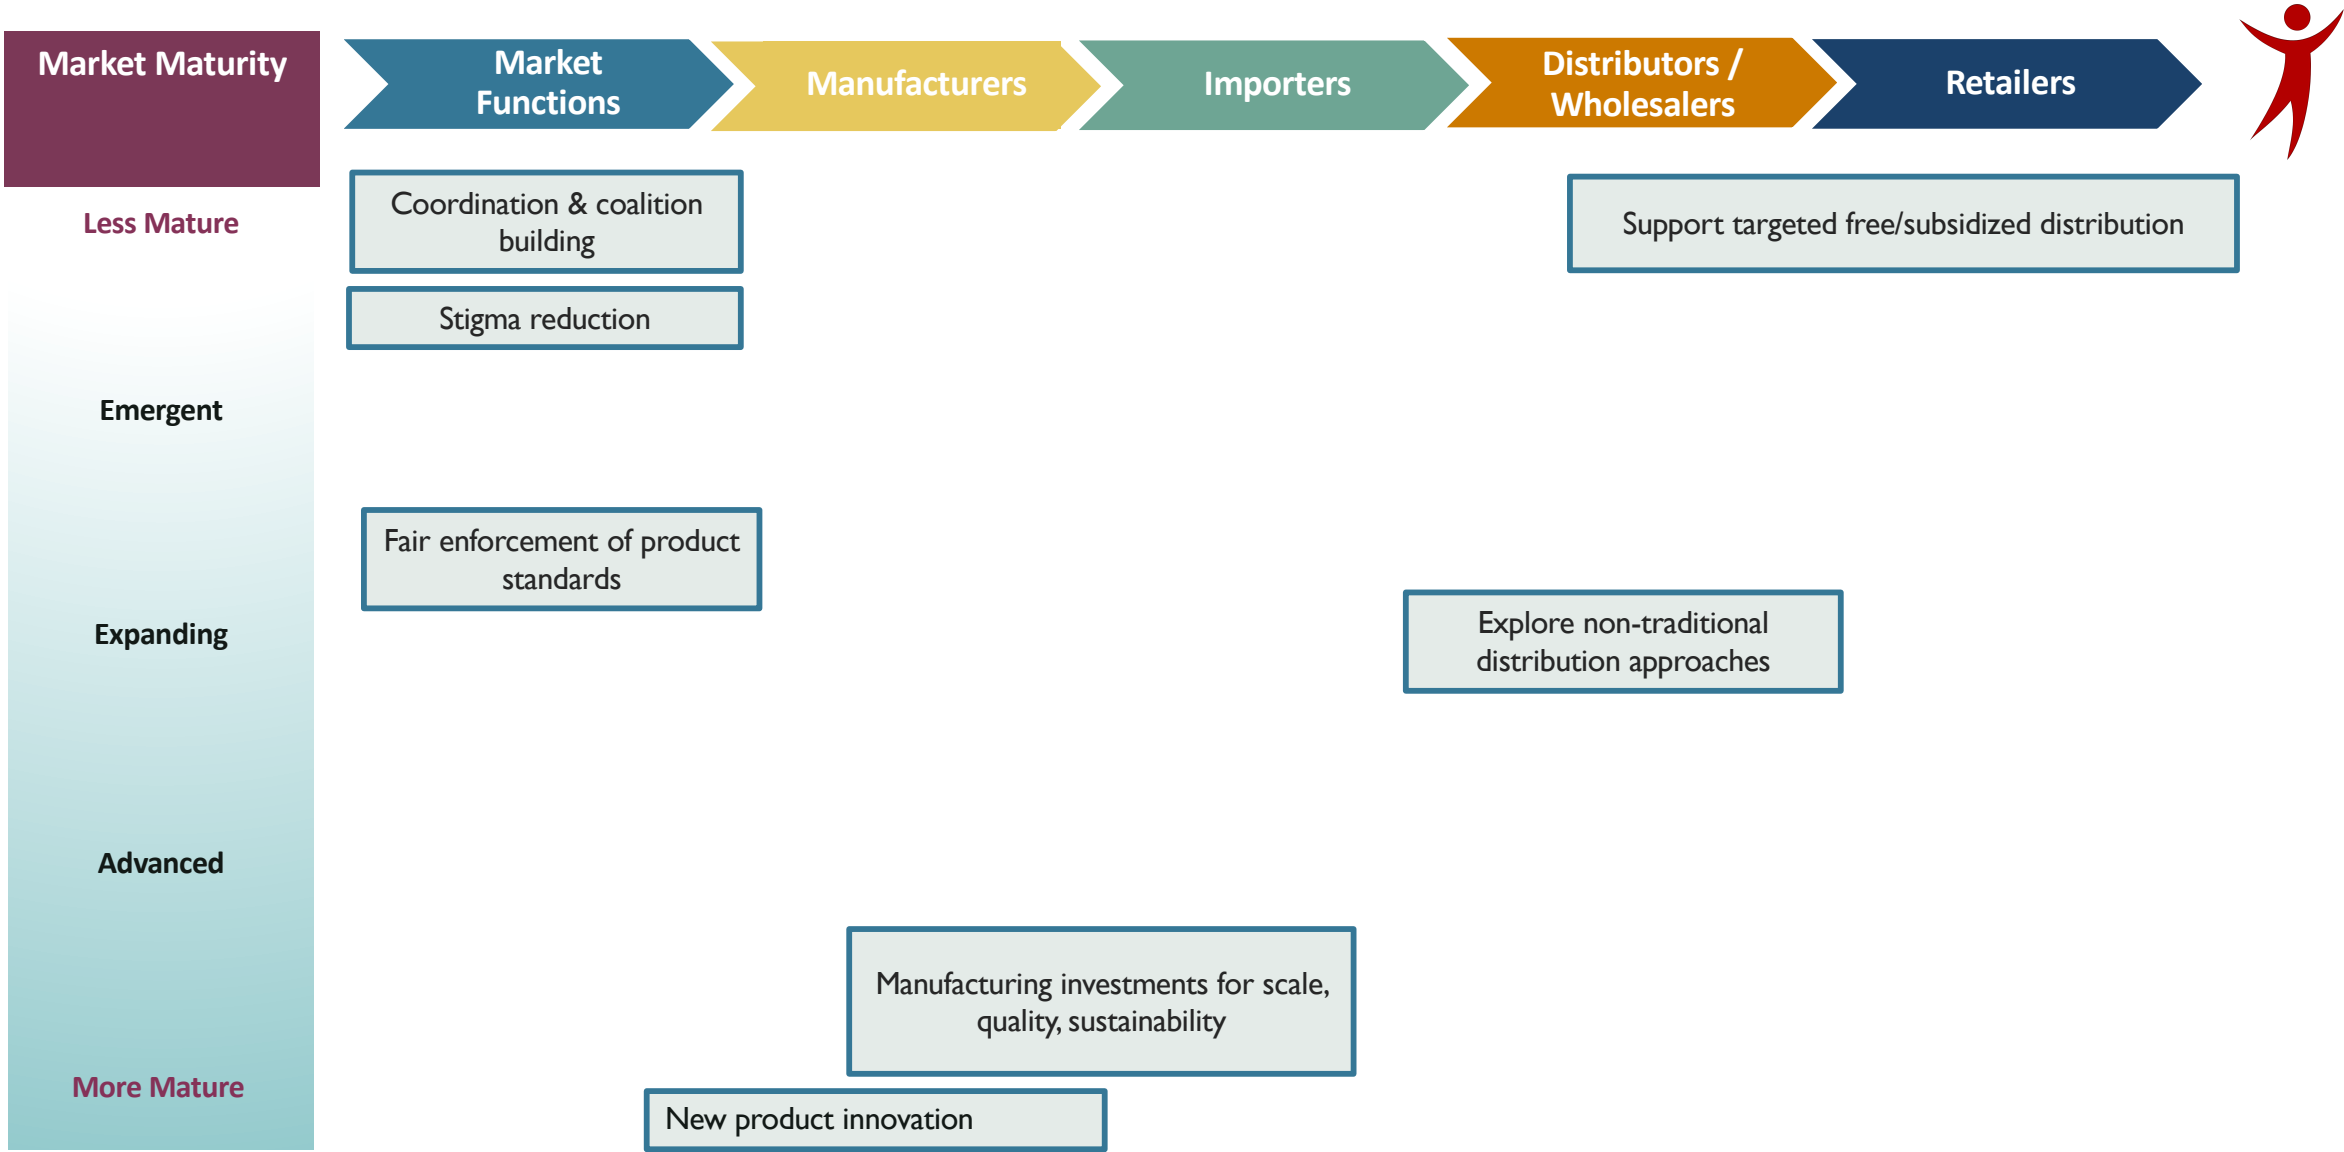 Market Maturity
Market
Functions
Manufacturers
Importers
Distributors /
Wholesalers
Retailers
Less Mature
Coordination & coalition
building
Support targeted free/subsidized distribution
Stigma reduction
Emergent
Fair enforcement of product
standards
Expanding
Explore non-traditional
distribution approaches
Advanced
Manufacturing investments for scale,
quality, sustainability
More Mature
New product innovation